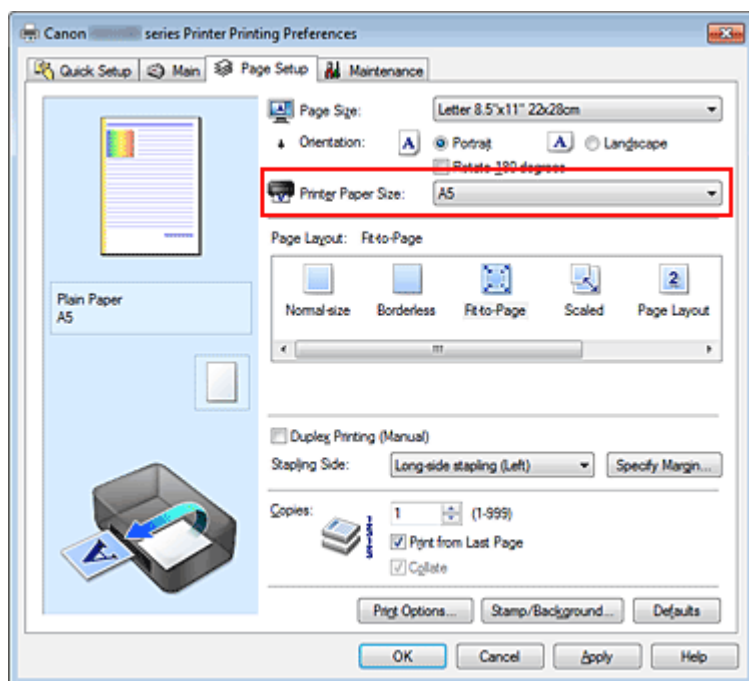 Canon series Printer Printing Preferences
Quick Setup Main Page Setup Maintenance
Page Size: Letter 8.5"x11" 22x28cm
Orientation: A Portrait A Landscape
Rotate 180 degrees
Printer Paper Size: A5
Page Layout: Fit-to-Page
Normal-size Borderless Fit-to-Page Scaled 2 Page Layout
Plain Paper
A5
Duplex Printing (Manual)
Stapling Side: Long-side stapling (Left) Specify Margin...
Copies: 1 (1-999)
Print from Last Page
Collate
A
Print Options... Stamp/Background... Defaults
OK Cancel Apply Help